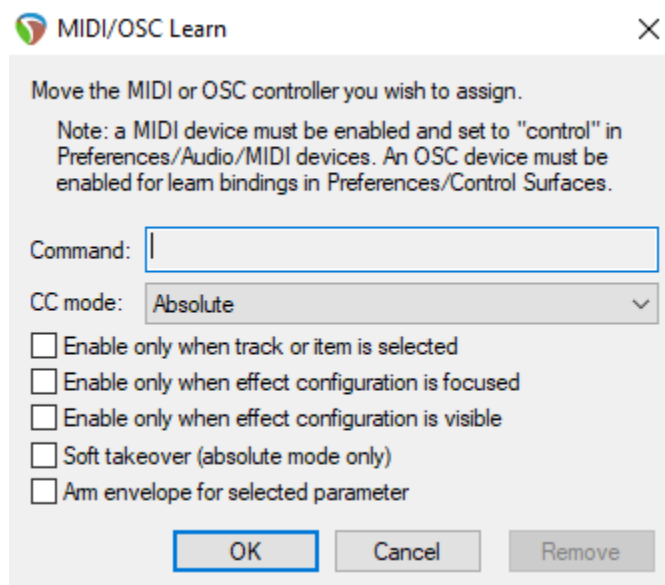 MIDI/OSC Learn
Move the MIDI or OSC controller you wish to assign.
Note: a MIDI device must be enabled and set to "control" in
Preferences/Audio/MIDI devices. An OSC device must be
enabled for learn bindings in Preferences/Control Surfaces.
Command:
CC mode: Absolute
Enable only when track or item is selected
Enable only when effect configuration is focused
Enable only when effect configuration is visible
Soft takeover (absolute mode only)
Arm envelope for selected parameter
OK Cancel Remove